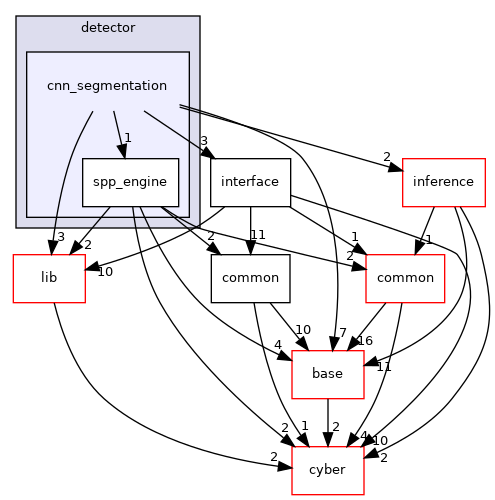 detector
cnn_segmentation
1
3
2
spp_engine
interface
inference
3
2
2
11
1
1
2
10
lib
common
common
10
7
16
4
11
base
2
1
2
4
10
2
2
cyber